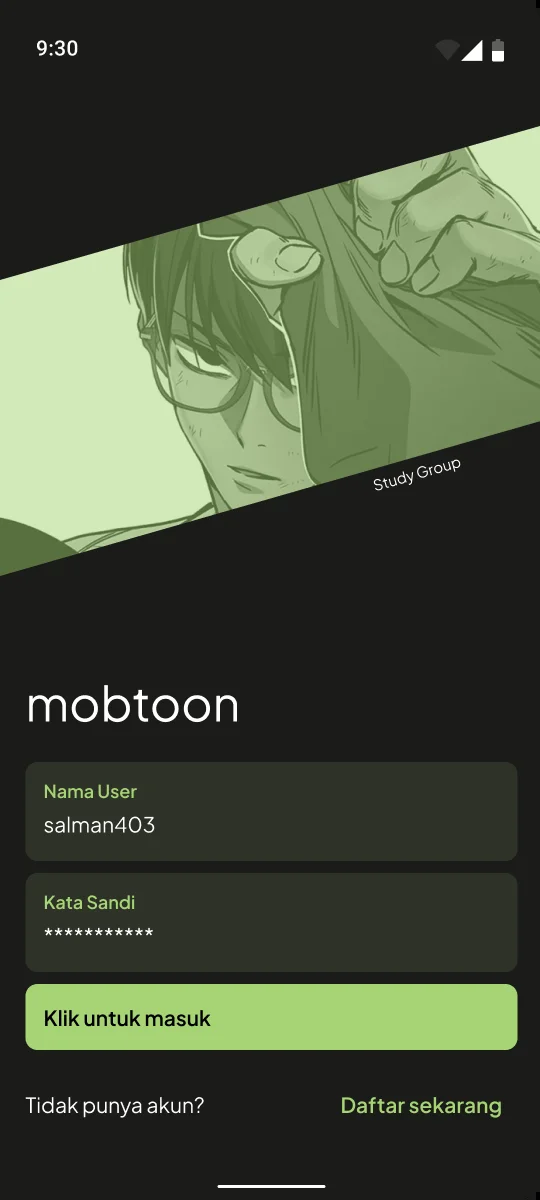 9:30
Study Group
mobtoon
Nama User
salman403
Kata Sandi
***********
Klik untuk masuk
Tidak punya akun?
Daftar sekarang